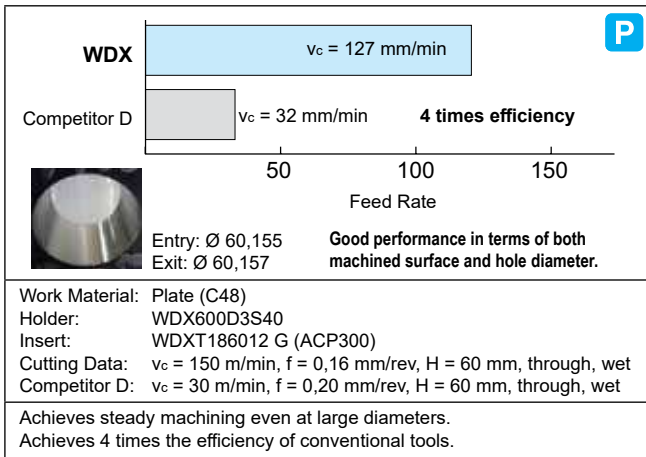 P
WDX
vc = 127 mm/min
Competitor D
vc = 32 mm/min
4 times efficiency
50 100 150
Feed Rate
Entry: Ø 60,155
Exit: Ø 60,157
Good performance in terms of both
machined surface and hole diameter.
Work Material: Plate (C48)
Holder: WDX600D3S40
Insert: WDXT186012 G (ACP300)
Cutting Data: vc = 150 m/min, f = 0,16 mm/rev, H = 60 mm, through, wet
Competitor D: vc = 30 m/min, f = 0,20 mm/rev, H = 60 mm, through, wet
Achieves steady machining even at large diameters.
Achieves 4 times the efficiency of conventional tools.